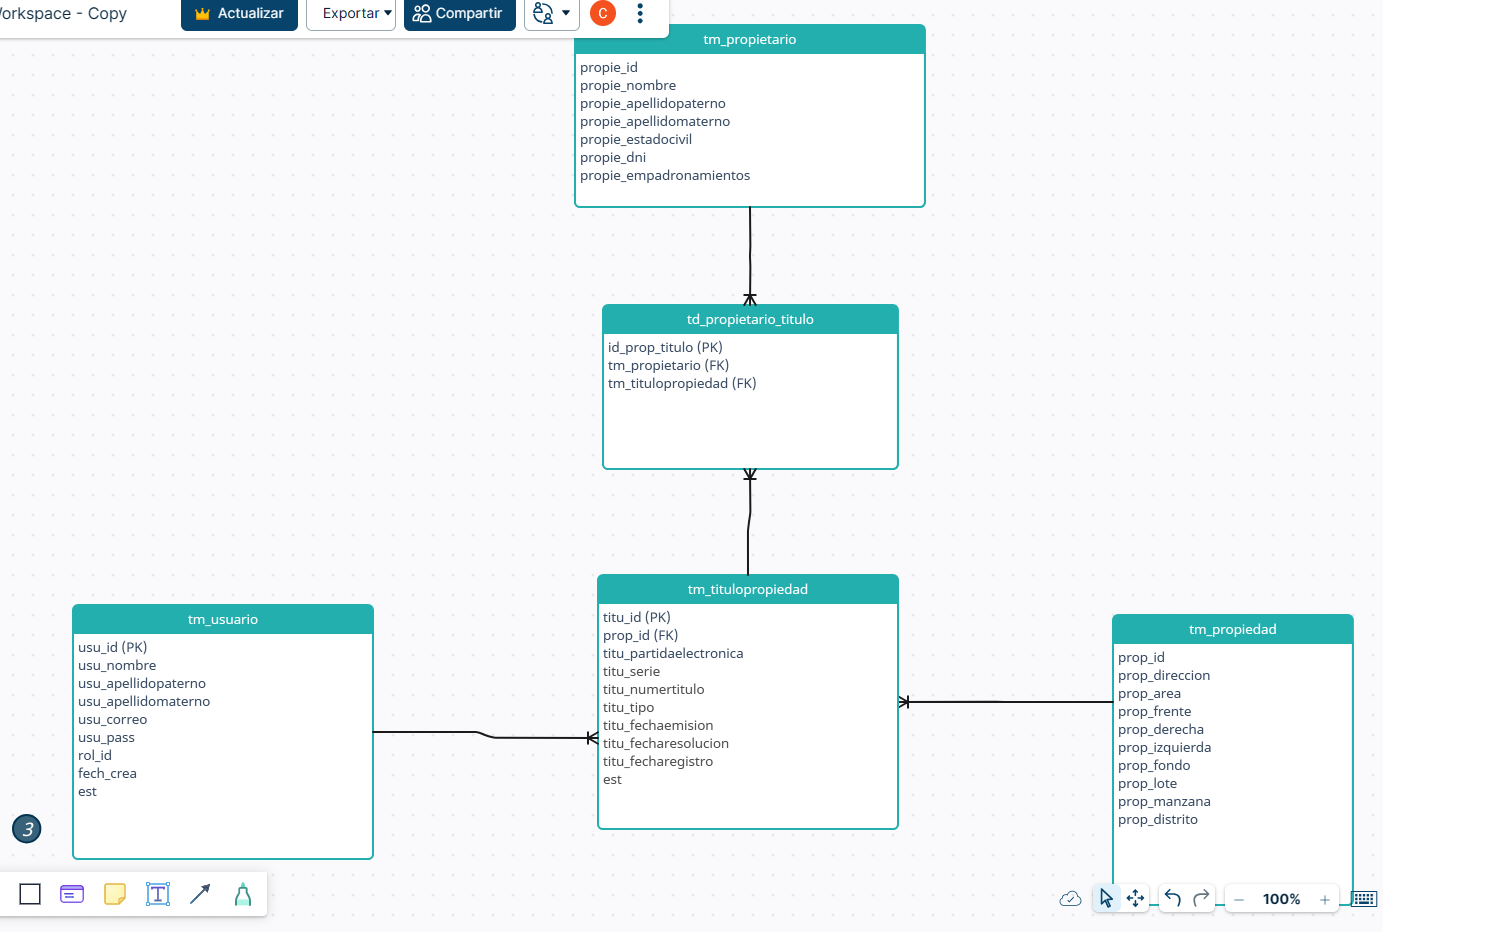 orkspace - Copy
Actualizar
Exportar
Compartir
C
tm_propietario
propie_id
propie_nombre
propie_apellidopaterno
propie_apellidomaterno
propie_estadocivil
propie_dni
propie_empadronamientos
td_propietario_titulo
id_prop_titulo (PK)
tm_propietario (FK)
tm_titulopropiedad (FK)
tm_usuario
usu_id (PK)
usu_nombre
usu_apellidopaterno
usu_apellidomaterno
usu_correo
usu_pass
rol_id
fech_crea
est
tm_titulopropiedad
titu_id (PK)
prop_id (FK)
titu_partidaelectronica
titu_serie
titu_numertitulo
titu_tipo
titu_fechaemision
titu_fecharesolucion
titu_fecharegistro
est
tm_propiedad
prop_id
prop_direccion
prop_area
prop_frente
prop_derecha
prop_izquierda
prop_fondo
prop_lote
prop_manzana
prop_distrito
3
T
100%